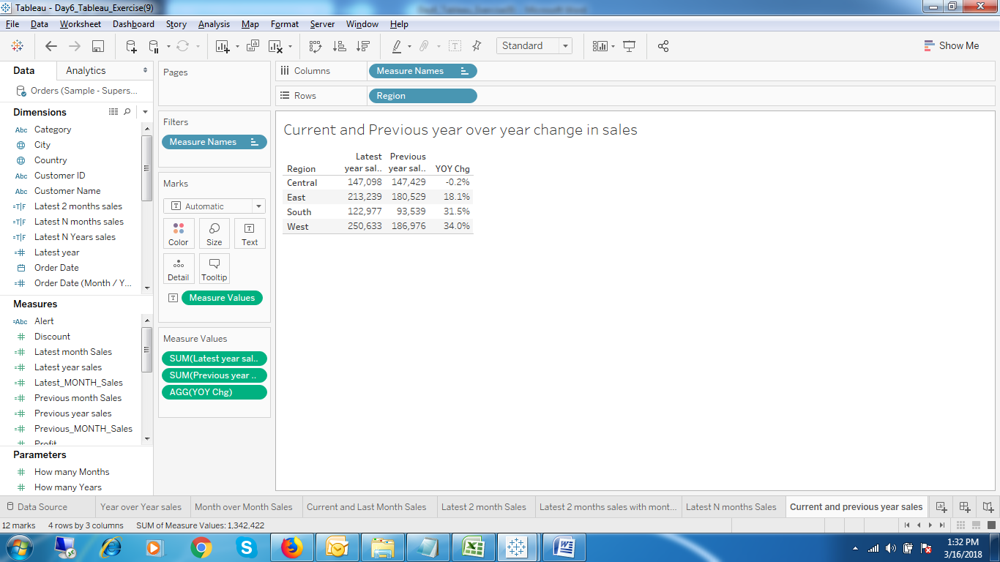 Tableau - Day6_Tableau_Exercise(9)
File Data Worksheet Dashboard Story Analysis Map Format Server Window Help
Standard
Show Me
Data Analytics
Orders (Sample - Supers...
Dimensions
Abc Category
City
Country
Abc Customer ID
Abc Customer Name
=T|F Latest 2 months sales
=T|F Latest N months sales
=T|F Latest N Years sales
=# Latest year
Order Date
=# Order Date (Month / Y...
Measures
=Abc Alert
# Discount
=# Latest month Sales
=# Latest year sales
=# Latest_MONTH_Sales
=# Previous month Sales
=# Previous year sales
=# Previous_MONTH_Sales
# Profit
Parameters
# How many Months
# How many Years
Pages
Filters
Measure Names
Marks
T Automatic
Color Size Text
Detail Tooltip
T Measure Values
Measure Values
SUM(Latest year sal..
SUM(Previous year ..
AGG(YOY Chg)
Columns Measure Names
Rows Region
Current and Previous year over year change in sales
Region Latest year sal.. Previous year sal.. YOY Chg
Central 147,098 147,429 -0.2%
East 213,239 180,529 18.1%
South 122,977 93,539 31.5%
West 250,633 186,976 34.0%
Data Source Year over Year sales Month over Month Sales Current and Last Month Sales Latest 2 month Sales Latest 2 months sales with mont... Latest N months Sales Current and previous year sales
12 marks 4 rows by 3 columns SUM of Measure Values: 1,342,422
1:32 PM
3/16/2018